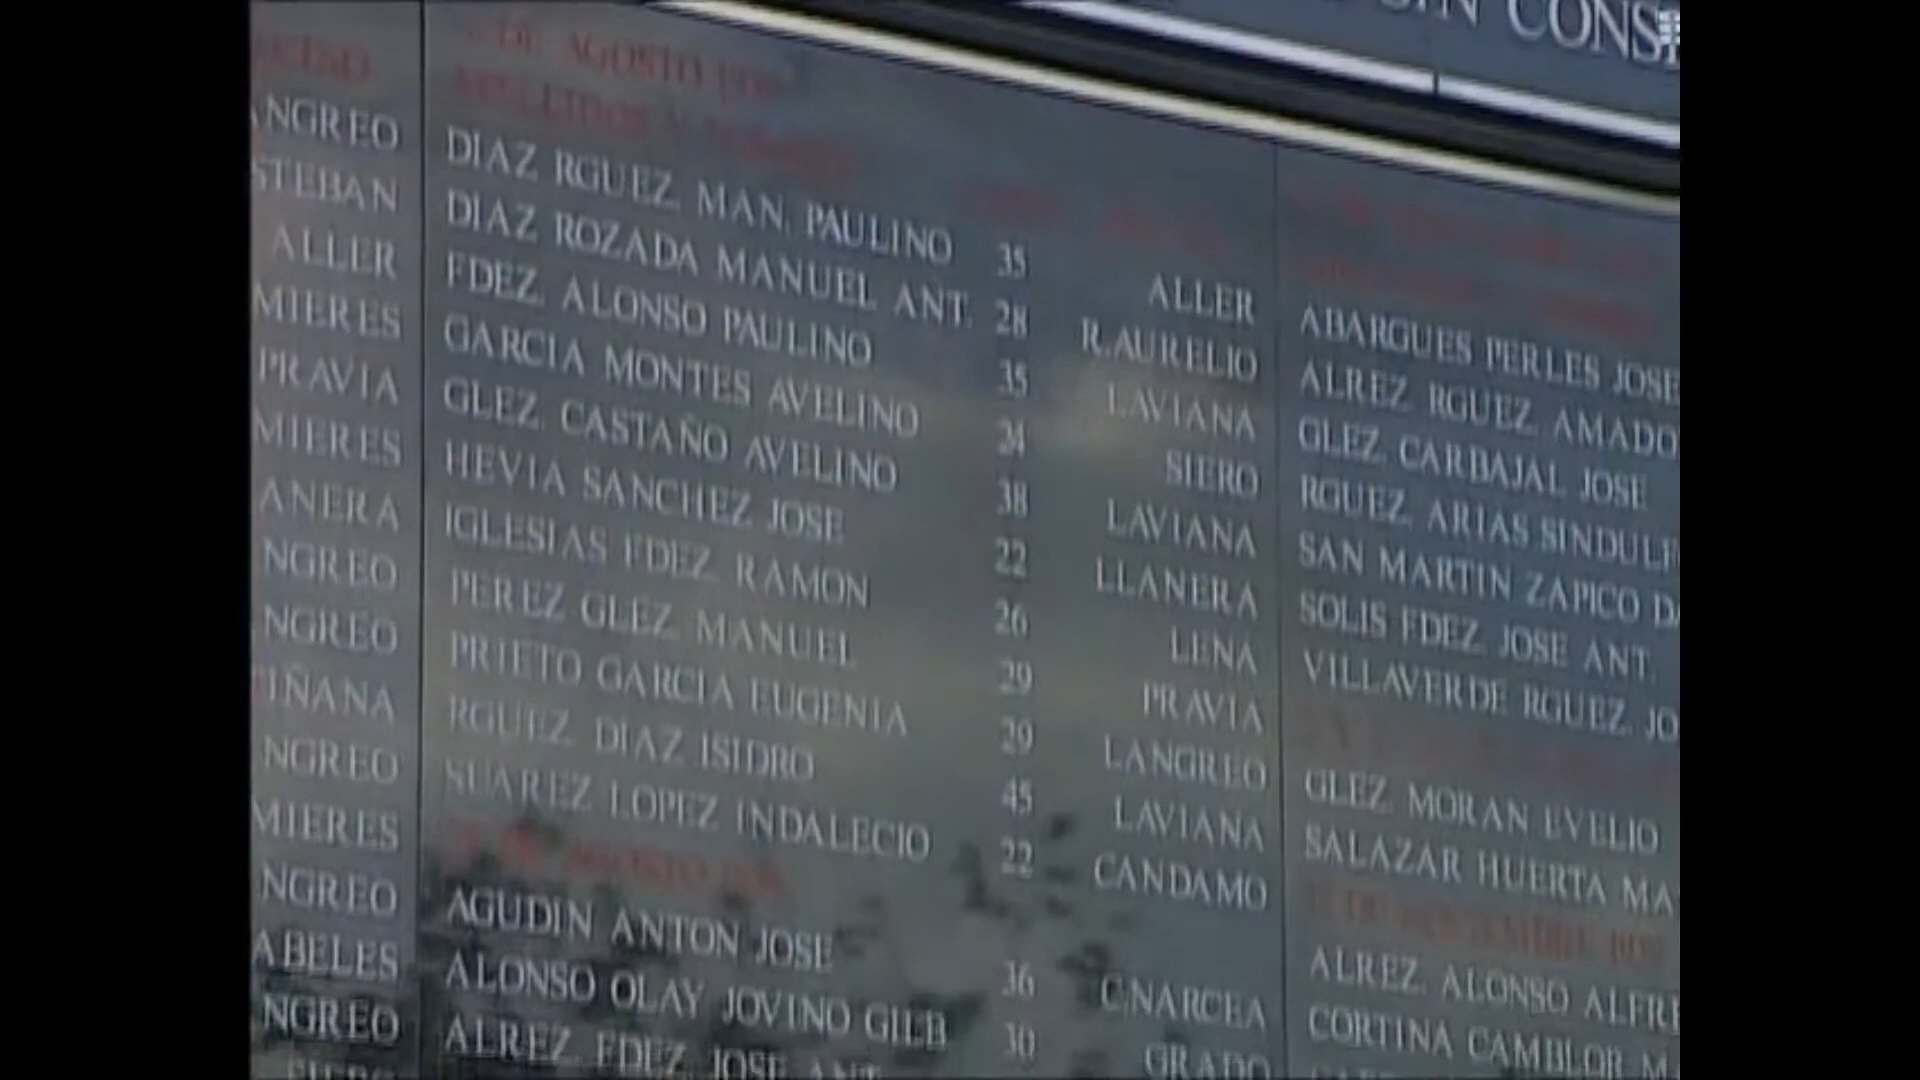 SIN CONS
NGREO
STEBAN
ALLER
MIERES
PRAVIA
MIERES
ANERA
NGREO
NGREO
IÑANA
NGREO
MIERES
NGREO
ABELES
NGREO
DE AGOSTO
APELLIDOS Y
DIAZ RGUEZ. MAN. PAULINO 35 ALLER
DIAZ ROZADA MANUEL ANT. 28 R.AURELIO
FDEZ. ALONSO PAULINO 35 LAVIANA
GARCIA MONTES AVELINO 24 SIERO
GLEZ. CASTAÑO AVELINO 38 LAVIANA
HEVIA SANCHEZ JOSE 22 LLANERA
IGLESIAS FDEZ. RAMON 26 LENA
PEREZ GLEZ. MANUEL 29 PRAVIA
PRIETO GARCIA EUGENIA 29 LANGREO
RGUEZ. DIAZ ISIDRO 45 LAVIANA
SUAREZ LOPEZ INDALECIO 22 CANDAMO
DE AGOSTO
AGUDIN ANTON JOSE 36 C.NARCEA
ALONSO OLAY JOVINO GILB 30 GRADO
ALREZ. FDEZ. JOSE ANT.
ABARGUES PERLES JOSE
ALREZ. RGUEZ. AMADO
GLEZ. CARBAJAL JOSE
RGUEZ. ARIAS SINDULF
SAN MARTIN ZAPICO DA
SOLIS FDEZ. JOSE ANT.
VILLAVERDE RGUEZ. JO
GLEZ. MORAN EVELIO
SALAZAR HUERTA MA
ALREZ. ALONSO ALFRE
CORTINA CAMBLOR M